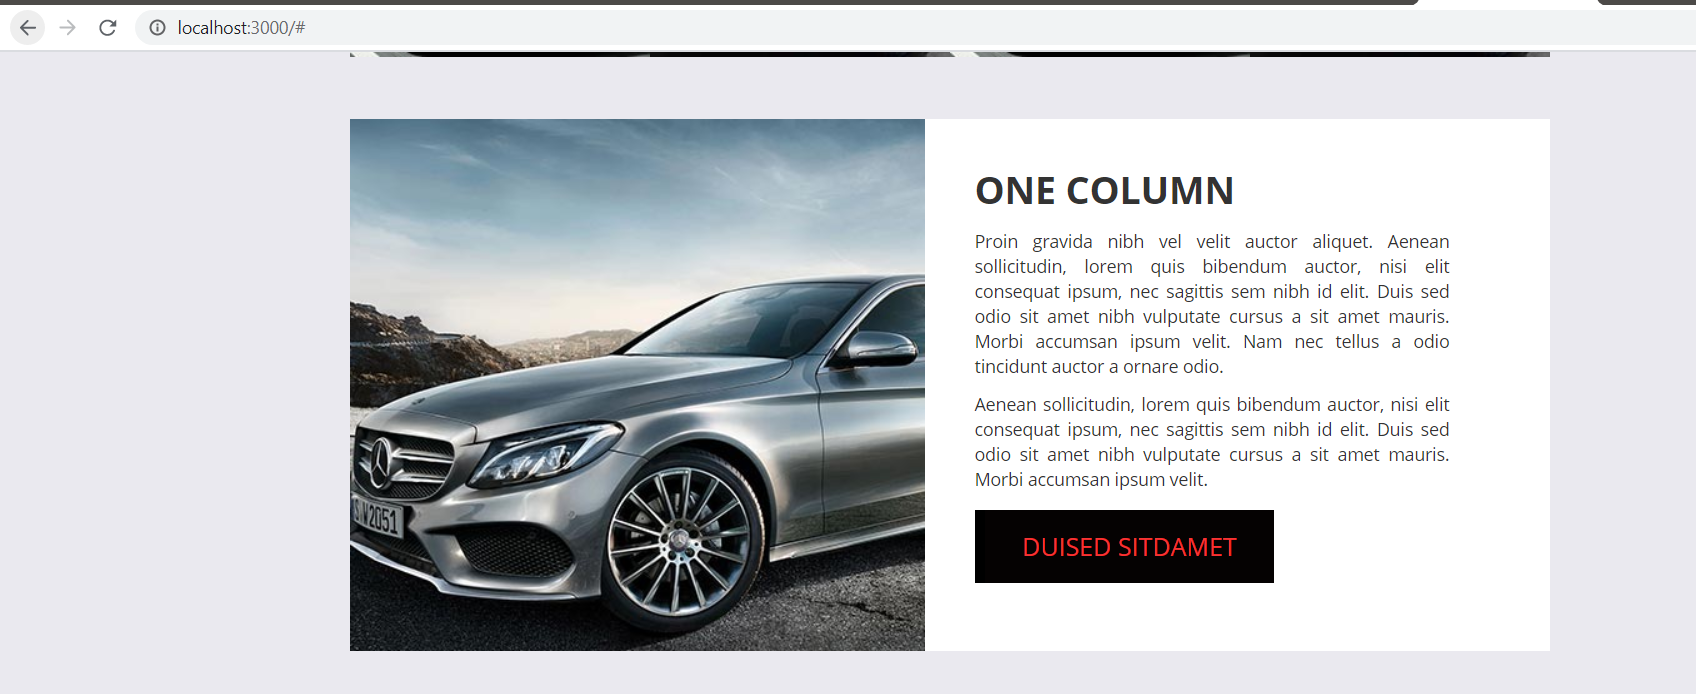 localhost:3000/#
ONE COLUMN
Proin gravida nibh vel velit auctor aliquet. Aenean
sollicitudin, lorem quis bibendum auctor, nisi elit
consequat ipsum, nec sagittis sem nibh id elit. Duis sed
odio sit amet nibh vulputate cursus a sit amet mauris.
Morbi accumsan ipsum velit. Nam nec tellus a odio
tincidunt auctor a ornare odio.
Aenean sollicitudin, lorem quis bibendum auctor, nisi elit
consequat ipsum, nec sagittis sem nibh id elit. Duis sed
odio sit amet nibh vulputate cursus a sit amet mauris.
Morbi accumsan ipsum velit.
S.W2051
DUISED SITDAMET